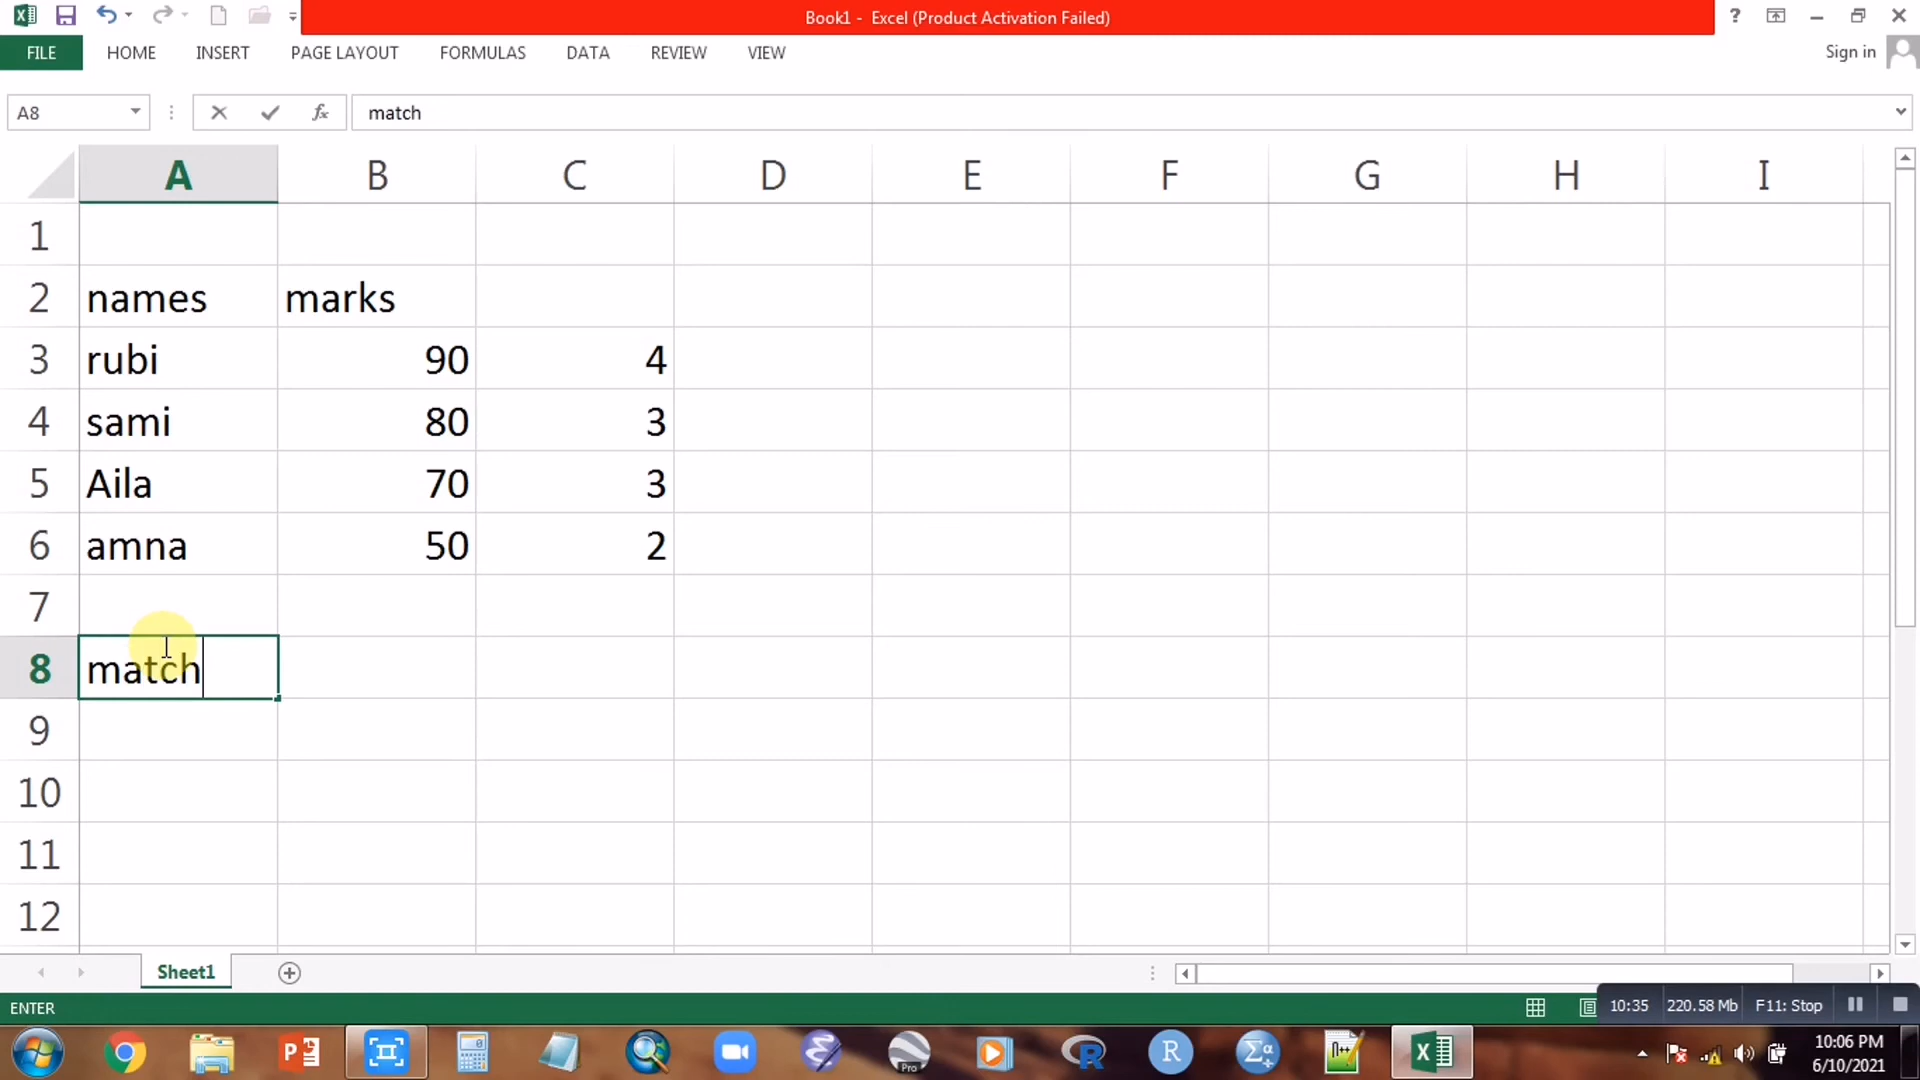 Book1 - Excel (Product Activation Failed)
?
FILE HOME INSERT PAGE LAYOUT FORMULAS DATA REVIEW VIEW Sign in
A8 fx match
A B C D E F G H I
1
2 names marks
3 rubi 90 4
4 sami 80 3
5 Aila 70 3
6 amna 50 2
7
8 match
9
10
11
12
Sheet1
ENTER 10:35 220.58 Mb F11: Stop
10:06 PM
6/10/2021